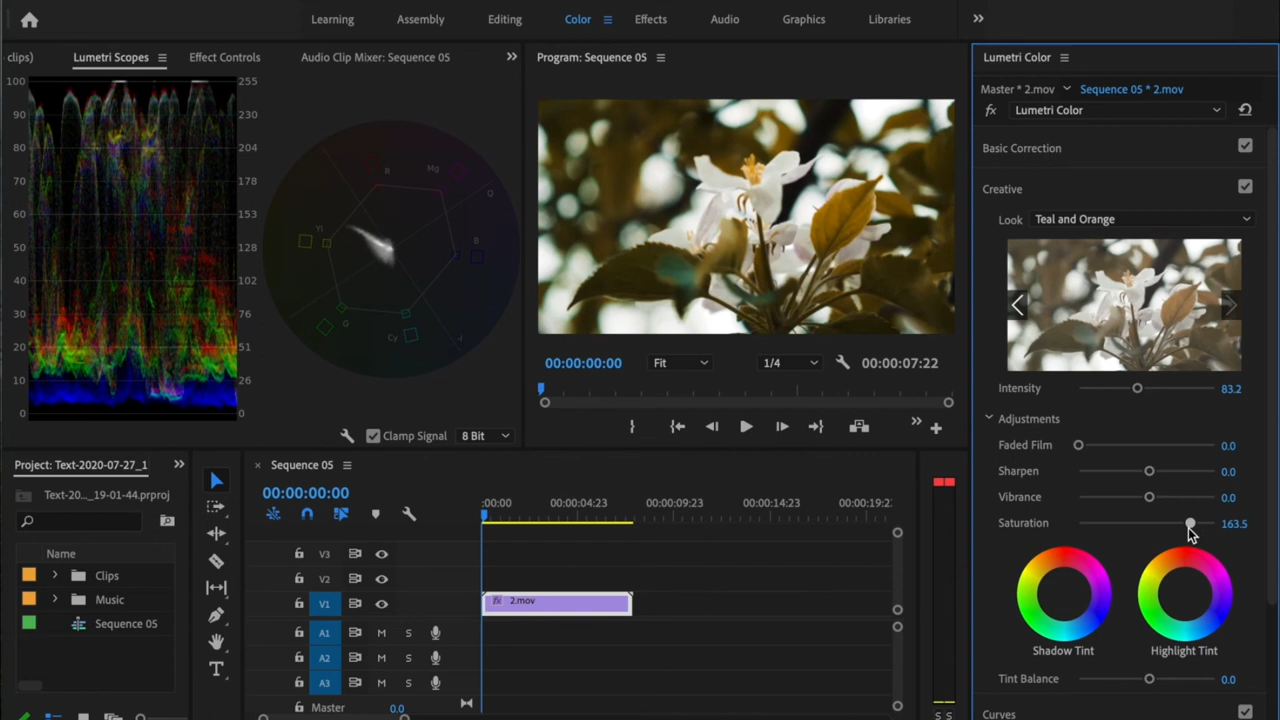 Learning Assembly Editing Color Effects Audio Graphics Libraries
clips) Lumetri Scopes Effect Controls Audio Clip Mixer: Sequence 05
100 255
90 230
80 204
70 178
60 153
50 128
40 102
30 76
20 51
10 26
0 0
R Mg Q
Yl B
G Cy -I
Clamp Signal 8 Bit
Program: Sequence 05
00:00:00:00 Fit 1/4 00:00:07:22
Lumetri Color
Master * 2.mov Sequence 05 * 2.mov
fx Lumetri Color
Basic Correction
Creative
Look Teal and Orange
Intensity 83.2
Adjustments
Faded Film 0.0
Sharpen 0.0
Vibrance 0.0
Saturation 163.5
Shadow Tint Highlight Tint
Tint Balance 0.0
Curves
Project: Text-2020-07-27_1
Text-20..._19-01-44.prproj
Name
Clips
Music
Sequence 05
× Sequence 05
00:00:00:00
:00:00 00:00:04:23 00:00:09:23 00:00:14:23 00:00:19:2
V3
V2
V1 fx 2.mov
A1 M S
A2 M S
A3 M S
Master 0.0
S S